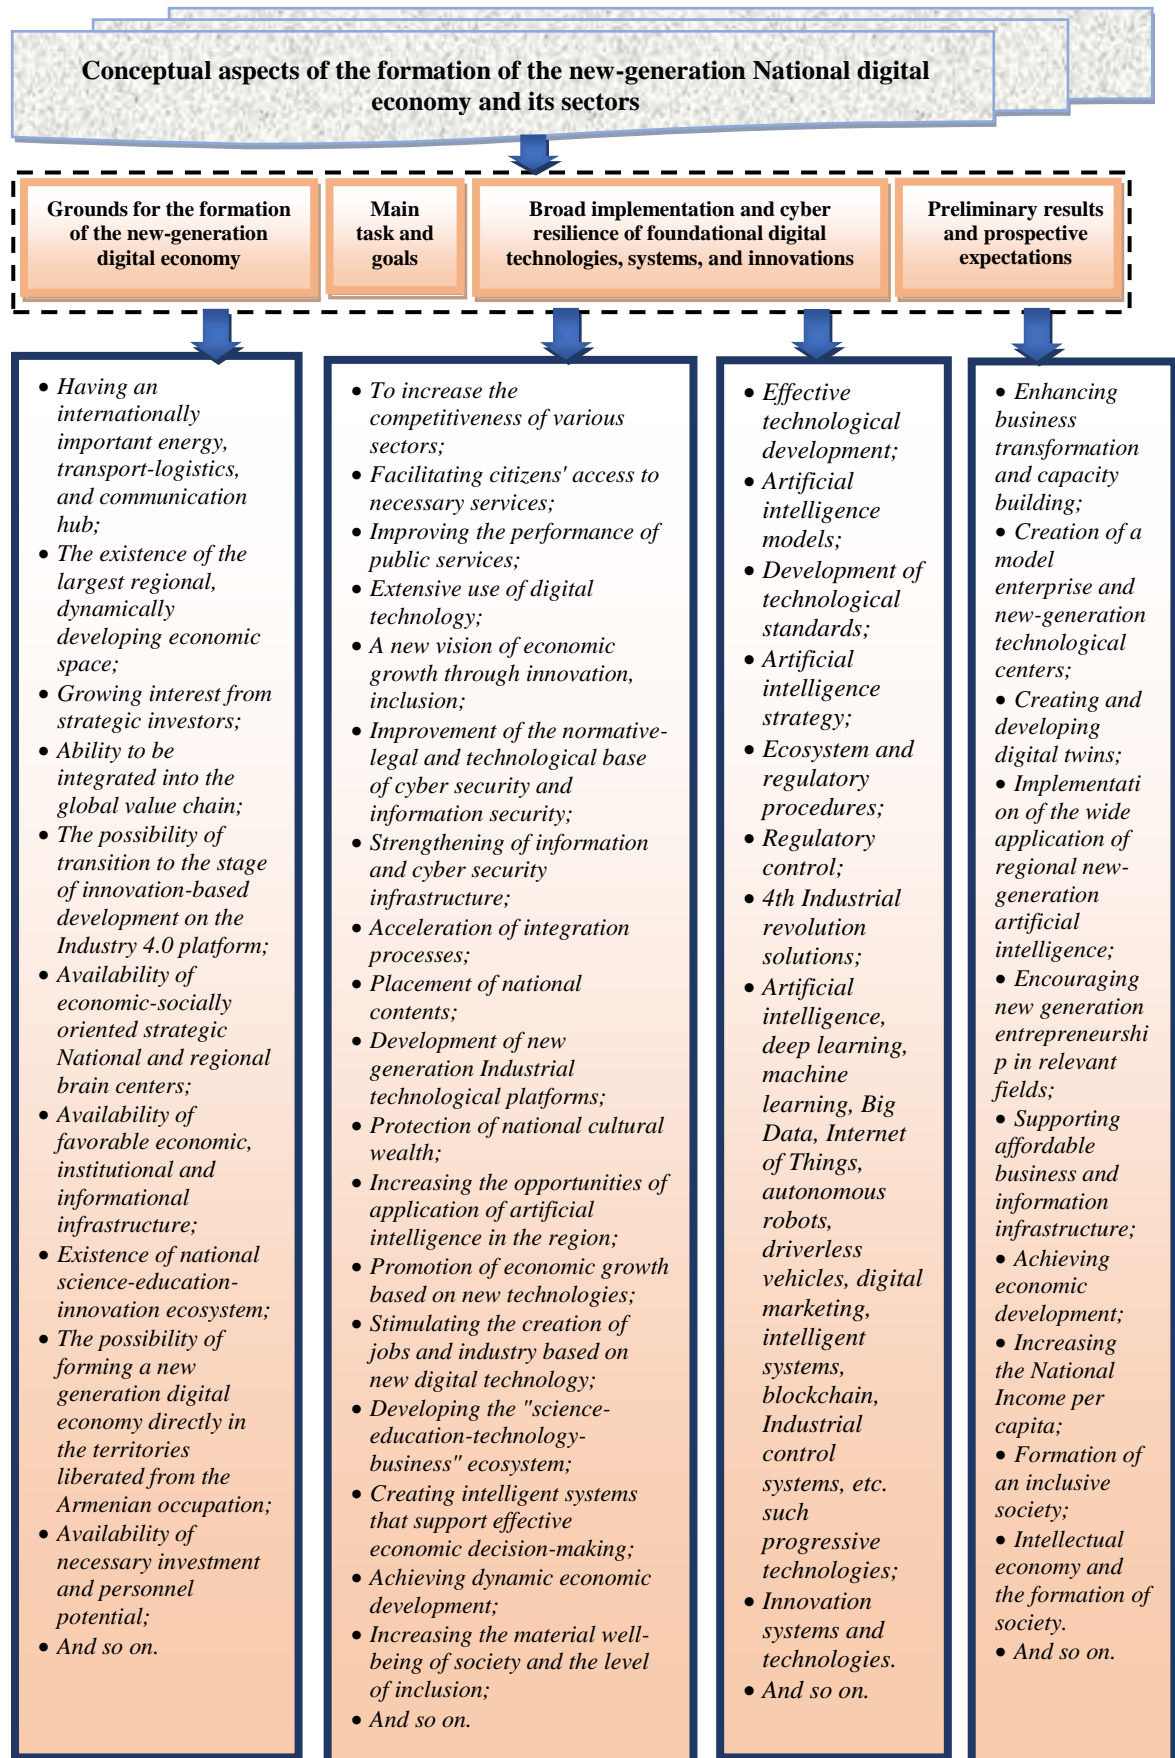 Conceptual aspects of the formation of the new-generation National digital
economy and its sectors
Grounds for the formation
of the new-generation
digital economy
Main
task and
goals
Broad implementation and cyber
resilience of foundational digital
technologies, systems, and innovations
Preliminary results
and prospective
expectations
• Having an
internationally
important energy,
transport-logistics,
and communication
hub;
• The existence of the
largest regional,
dynamically
developing economic
space;
• Growing interest from
strategic investors;
• Ability to be
integrated into the
global value chain;
• The possibility of
transition to the stage
of innovation-based
development on the
Industry 4.0 platform;
• Availability of
economic-socially
oriented strategic
National and regional
brain centers;
• Availability of
favorable economic,
institutional and
informational
infrastructure;
• Existence of national
science-education-
innovation ecosystem;
• The possibility of
forming a new
generation digital
economy directly in
the territories
liberated from the
Armenian occupation;
• Availability of
necessary investment
and personnel
potential;
• And so on.
• To increase the
competitiveness of various
sectors;
• Facilitating citizens' access to
necessary services;
• Improving the performance of
public services;
• Extensive use of digital
technology;
• A new vision of economic
growth through innovation,
inclusion;
• Improvement of the normative-
legal and technological base
of cyber security and
information security;
• Strengthening of information
and cyber security
infrastructure;
• Acceleration of integration
processes;
• Placement of national
contents;
• Development of new
generation Industrial
technological platforms;
• Protection of national cultural
wealth;
• Increasing the opportunities of
application of artificial
intelligence in the region;
• Promotion of economic growth
based on new technologies;
• Stimulating the creation of
jobs and industry based on
new digital technology;
• Developing the "science-
education-technology-
business" ecosystem;
• Creating intelligent systems
that support effective
economic decision-making;
• Achieving dynamic economic
development;
• Increasing the material well-
being of society and the level
of inclusion;
• And so on.
• Effective
technological
development;
• Artificial
intelligence
models;
• Development of
technological
standards;
• Artificial
intelligence
strategy;
• Ecosystem and
regulatory
procedures;
• Regulatory
control;
• 4th Industrial
revolution
solutions;
• Artificial
intelligence,
deep learning,
machine
learning, Big
Data, Internet
of Things,
autonomous
robots,
driverless
vehicles, digital
marketing,
intelligent
systems,
blockchain,
Industrial
control
systems, etc.
such
progressive
technologies;
• Innovation
systems and
technologies.
• And so on.
• Enhancing
business
transformation
and capacity
building;
• Creation of a
model
enterprise and
new-generation
technological
centers;
• Creating and
developing
digital twins;
• Implementati
on of the wide
application of
regional new-
generation
artificial
intelligence;
• Encouraging
new generation
entrepreneurshi
p in relevant
fields;
• Supporting
affordable
business and
information
infrastructure;
• Achieving
economic
development;
• Increasing
the National
Income per
capita;
• Formation of
an inclusive
society;
• Intellectual
economy and
the formation of
society.
• And so on.